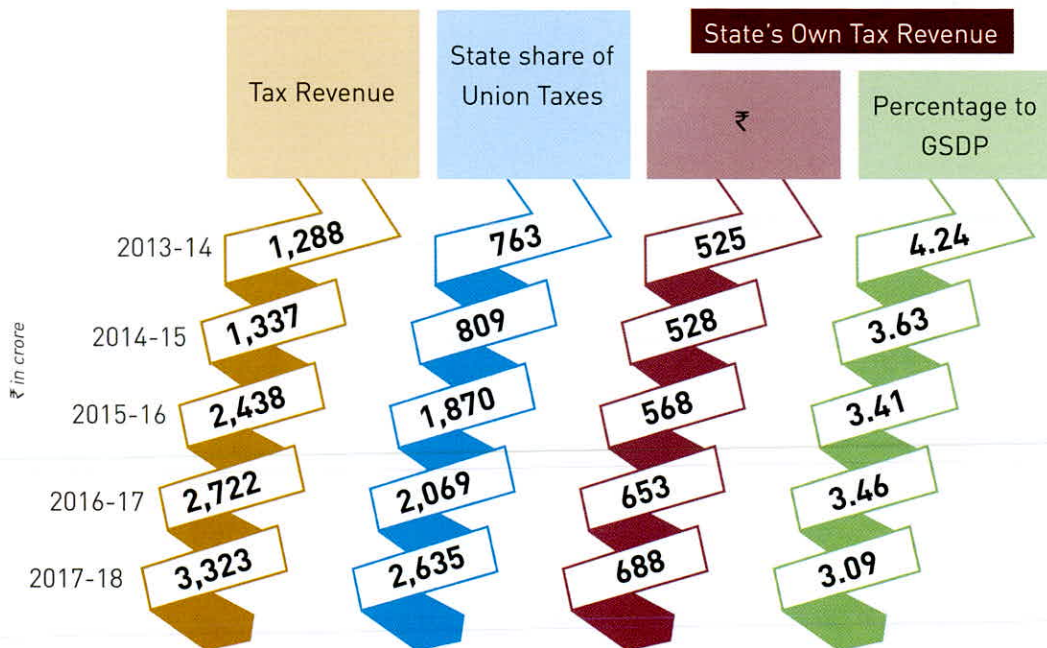 State's Own Tax Revenue
Tax Revenue
State share of
Union Taxes
₹
Percentage to
GSDP
₹ in crore
2013-14 1,288 763 525 4.24
2014-15 1,337 809 528 3.63
2015-16 2,438 1,870 568 3.41
2016-17 2,722 2,069 653 3.46
2017-18 3,323 2,635 688 3.09